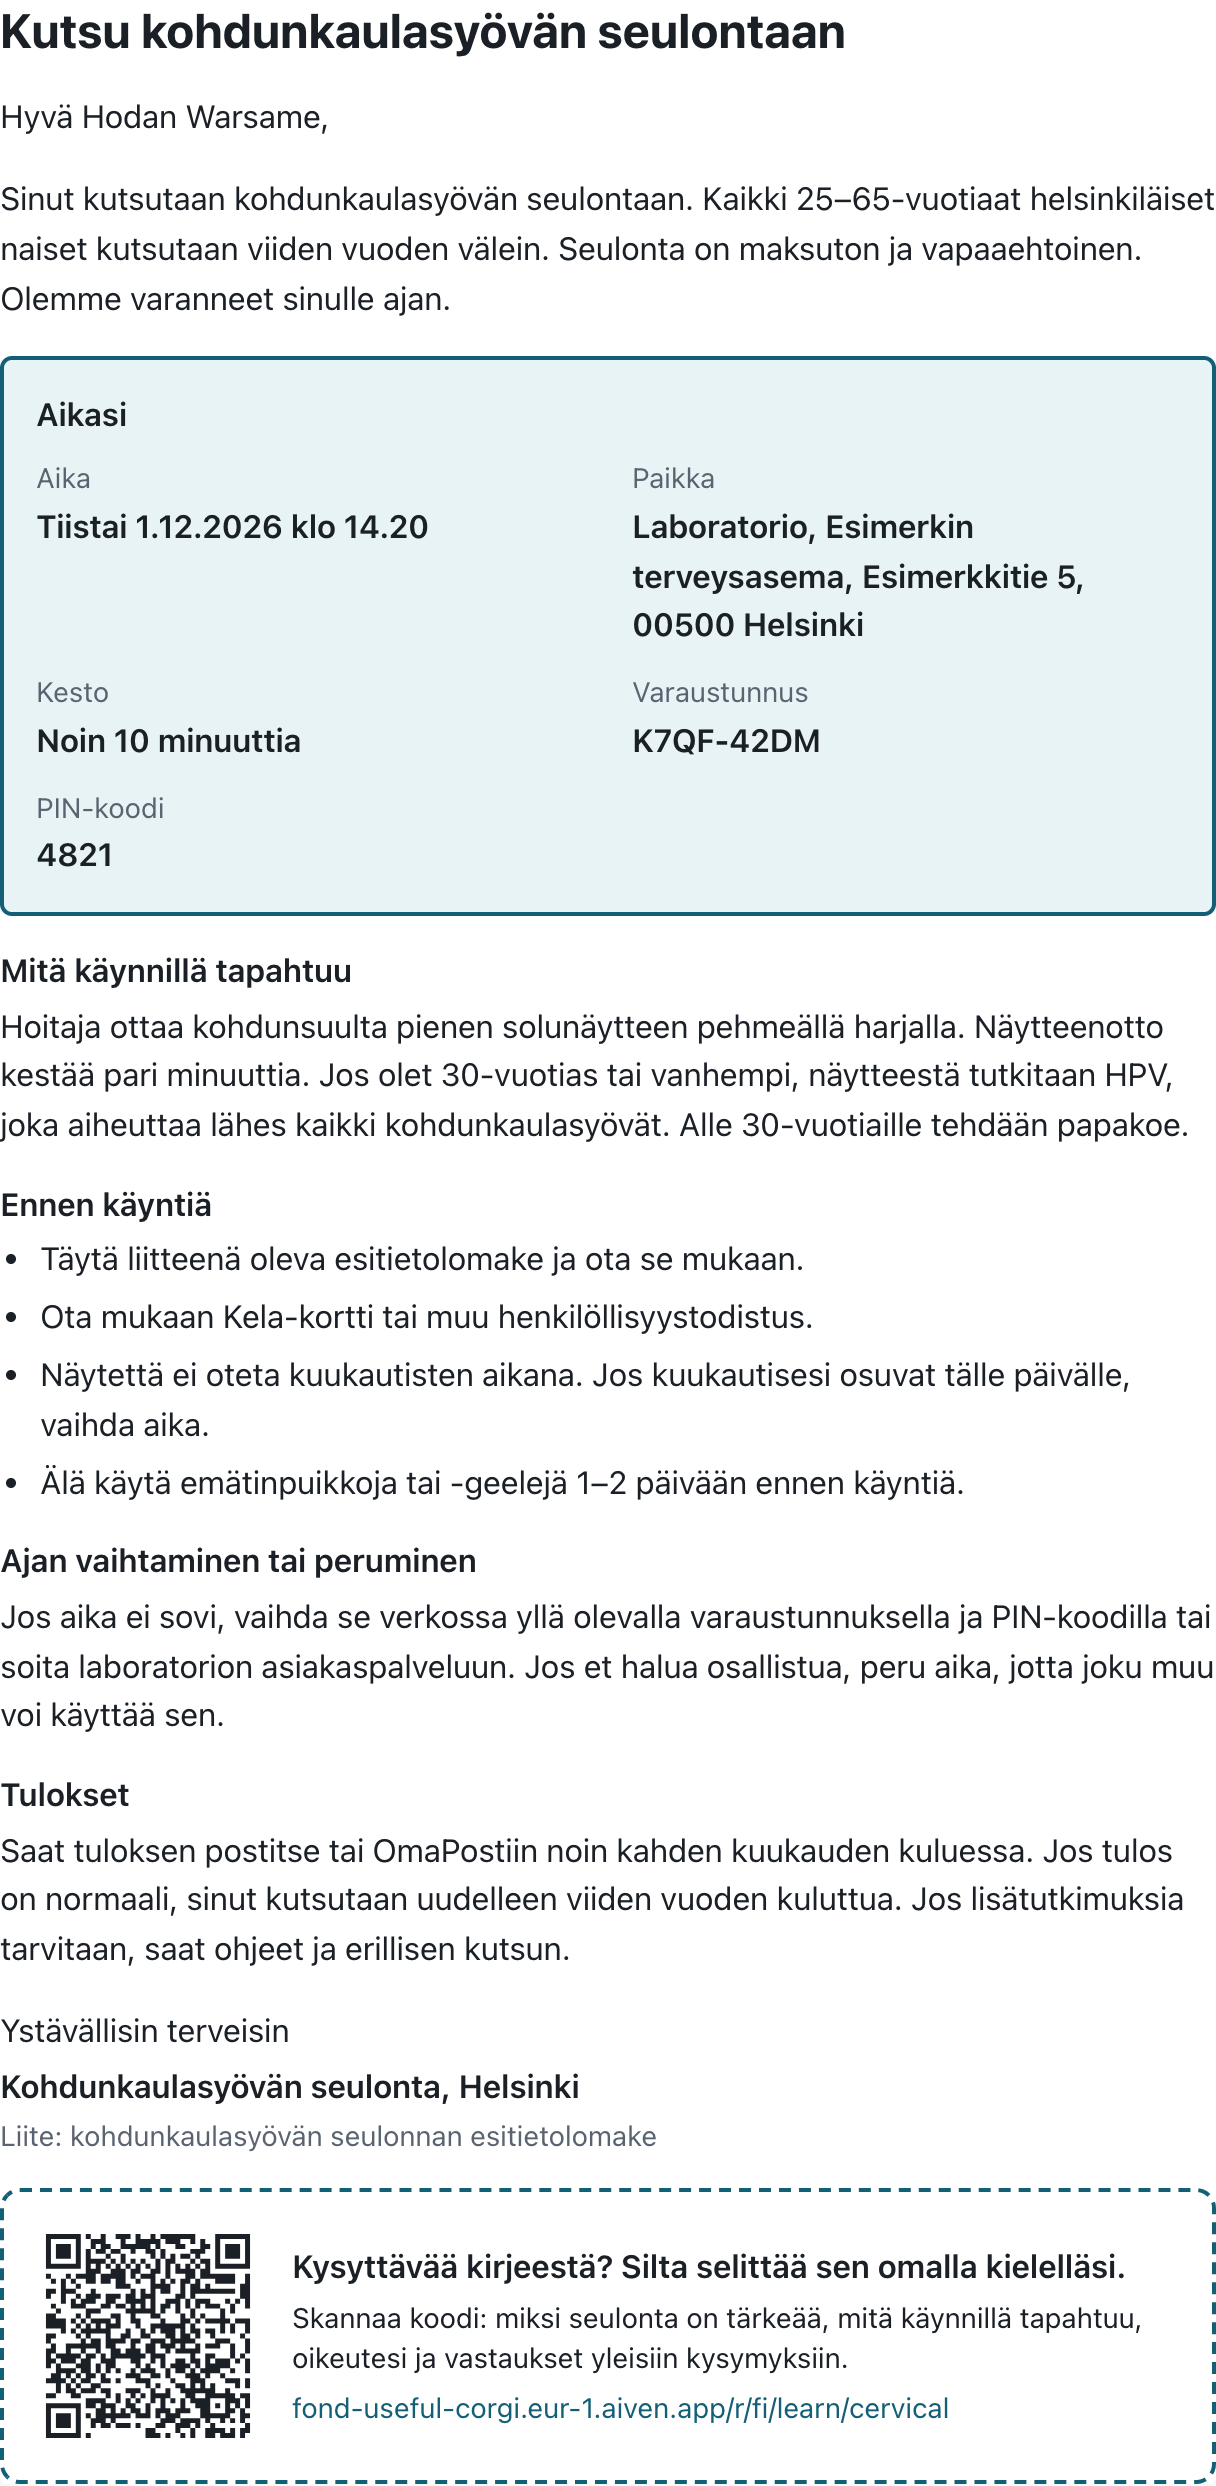 Kutsu kohdunkaulasyövän seulontaan
Hyvä Hodan Warsame,
Sinut kutsutaan kohdunkaulasyövän seulontaan. Kaikki 25–65-vuotiaat helsinkiläiset
naiset kutsutaan viiden vuoden välein. Seulonta on maksuton ja vapaaehtoinen.
Olemme varanneet sinulle ajan.
Aikasi
Aika
Tiistai 1.12.2026 klo 14.20
Paikka
Laboratorio, Esimerkin
terveysasema, Esimerkkitie 5,
00500 Helsinki
Kesto
Noin 10 minuuttia
Varaustunnus
K7QF-42DM
PIN-koodi
4821
Mitä käynnillä tapahtuu
Hoitaja ottaa kohdunsuulta pienen solunäytteen pehmeällä harjalla. Näytteenotto
kestää pari minuuttia. Jos olet 30-vuotias tai vanhempi, näytteestä tutkitaan HPV,
joka aiheuttaa lähes kaikki kohdunkaulasyövät. Alle 30-vuotiaille tehdään papakoe.
Ennen käyntiä
• Täytä liitteenä oleva esitietolomake ja ota se mukaan.
• Ota mukaan Kela-kortti tai muu henkilöllisyystodistus.
• Näytettä ei oteta kuukautisten aikana. Jos kuukautisesi osuvat tälle päivälle,
vaihda aika.
• Älä käytä emätinpuikkoja tai -geelejä 1–2 päivään ennen käyntiä.
Ajan vaihtaminen tai peruminen
Jos aika ei sovi, vaihda se verkossa yllä olevalla varaustunnuksella ja PIN-koodilla tai
soita laboratorion asiakaspalveluun. Jos et halua osallistua, peru aika, jotta joku muu
voi käyttää sen.
Tulokset
Saat tuloksen postitse tai OmaPostiin noin kahden kuukauden kuluessa. Jos tulos
on normaali, sinut kutsutaan uudelleen viiden vuoden kuluttua. Jos lisätutkimuksia
tarvitaan, saat ohjeet ja erillisen kutsun.
Ystävällisin terveisin
Kohdunkaulasyövän seulonta, Helsinki
Liite: kohdunkaulasyövän seulonnan esitietolomake
Kysyttävää kirjeestä? Silta selittää sen omalla kielelläsi.
Skannaa koodi: miksi seulonta on tärkeää, mitä käynnillä tapahtuu,
oikeutesi ja vastaukset yleisiin kysymyksiin.
fond-useful-corgi.eur-1.aiven.app/r/fi/learn/cervical